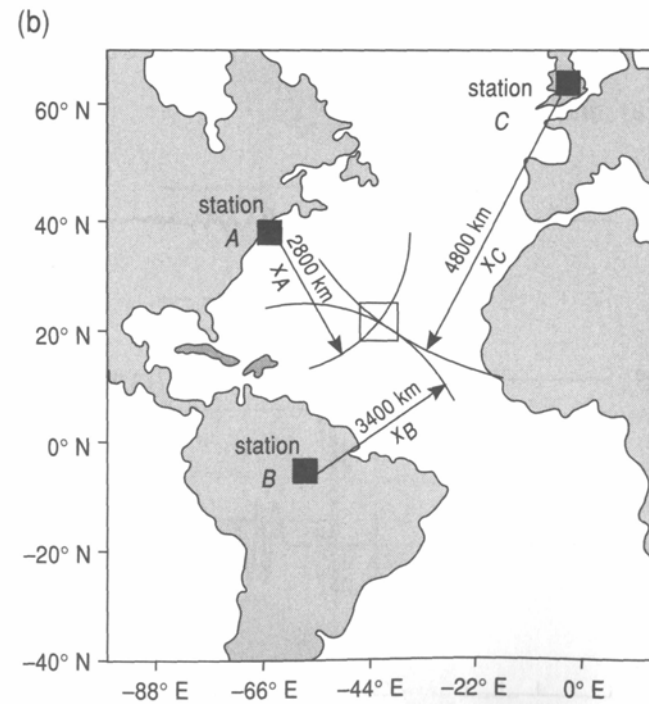 (b)
60° N
40° N
20° N
0° N
–20° N
–40° N
–88° E
–66° E
–44° E
–22° E
0° E
station
A
station
B
station
C
2800 km
xA
3400 km
xB
4800 km
xC